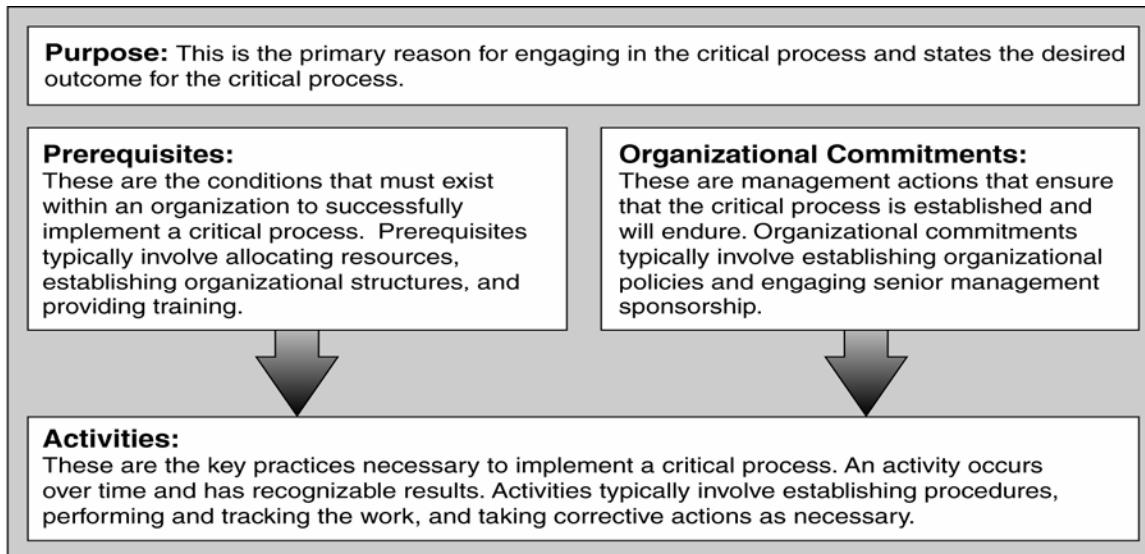 Purpose: This is the primary reason for engaging in the critical process and states the desired
outcome for the critical process.
Prerequisites:
These are the conditions that must exist
within an organization to successfully
implement a critical process.  Prerequisites
typically involve allocating resources,
establishing organizational structures, and
providing training.
Organizational Commitments:
These are management actions that ensure
that the critical process is established and
will endure. Organizational commitments
typically involve establishing organizational
policies and engaging senior management
sponsorship.
Activities:
These are the key practices necessary to implement a critical process. An activity occurs
over time and has recognizable results. Activities typically involve establishing procedures,
performing and tracking the work, and taking corrective actions as necessary.